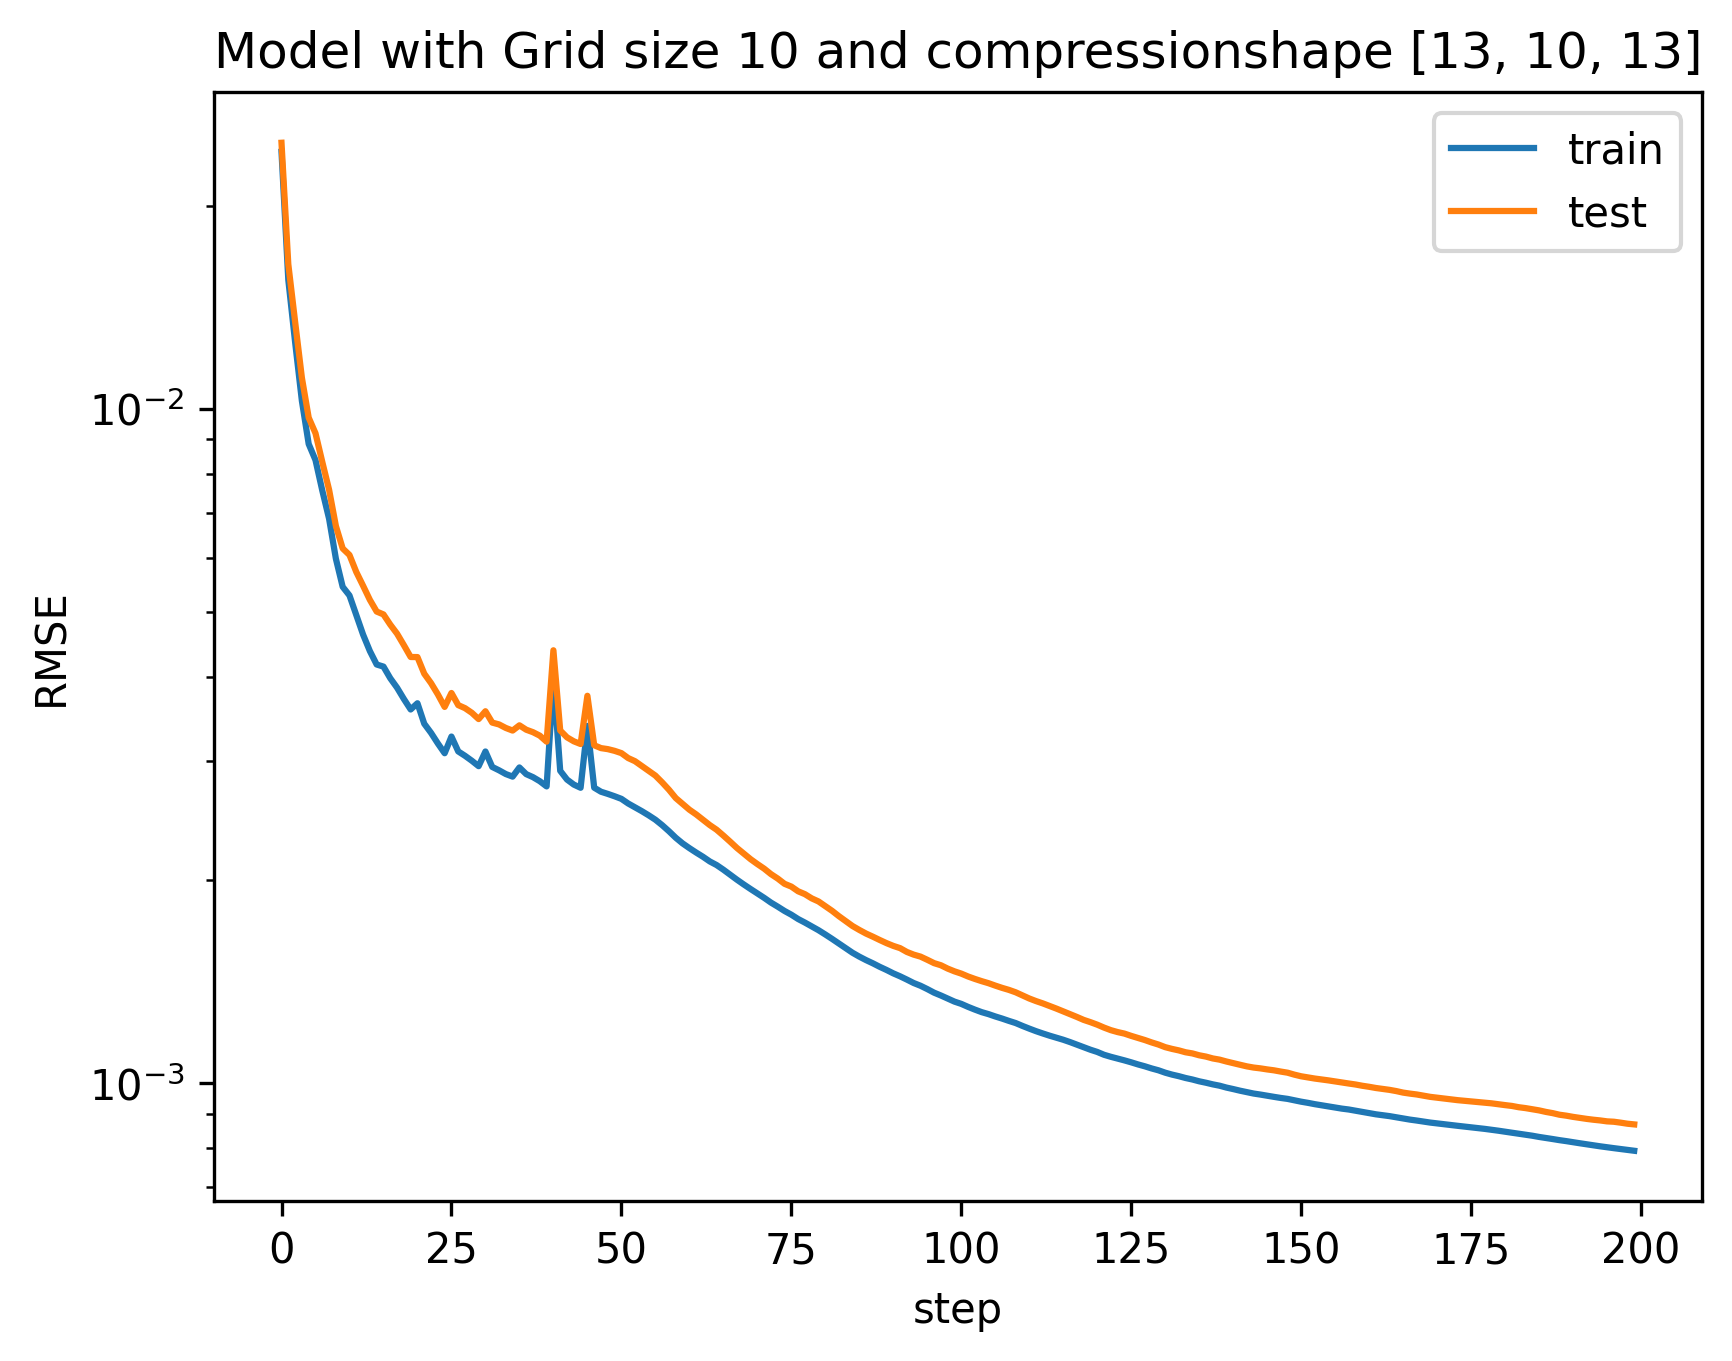 Model with Grid size 10 and compressionshape [13, 10, 13]
train
test
10⁻²
10⁻³
RMSE
0 25 50 75 100 125 150 175 200
step